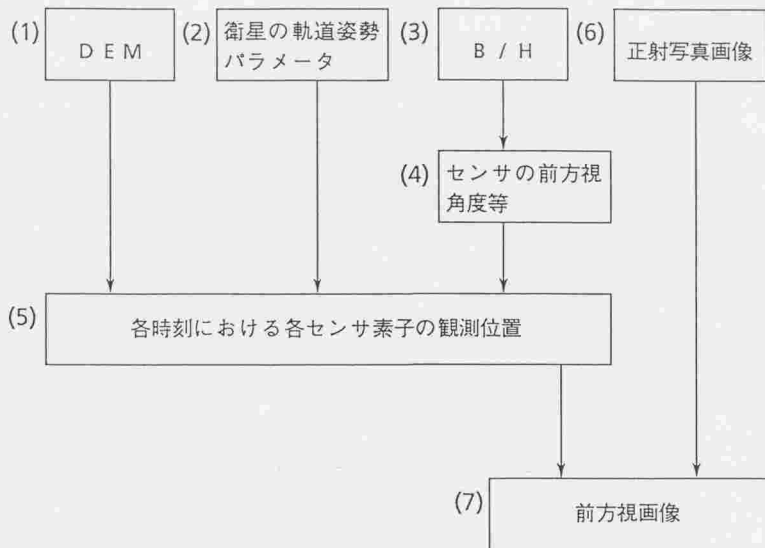 (1)
D E M
(2)
衛星の軌道姿勢
パラメータ
(3)
B / H
(6)
正射写真画像
(4)
センサの前方視
角度等
(5)
各時刻における各センサ素子の観測位置
(7)
前方視画像